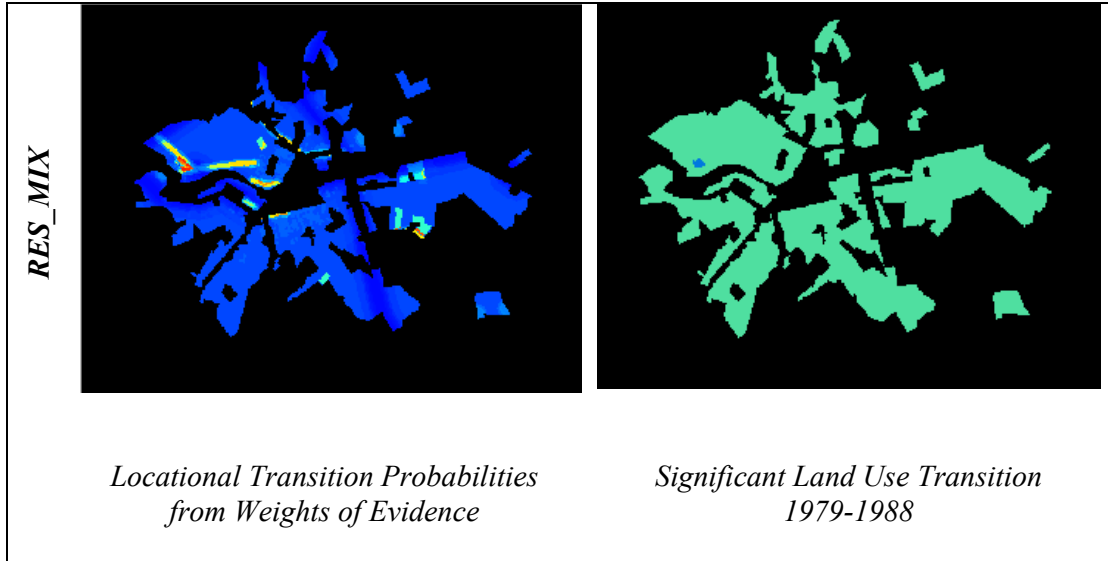 RES_MIX
Locational Transition Probabilities
from Weights of Evidence
Significant Land Use Transition
1979-1988